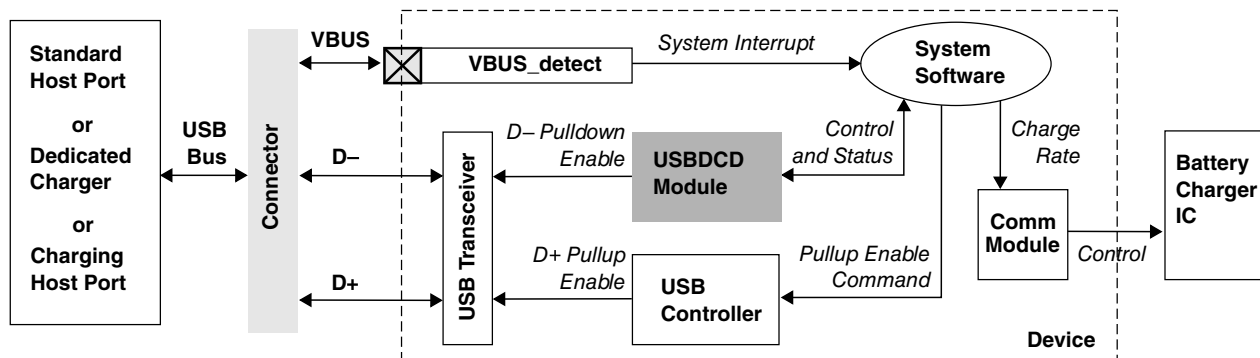 Standard
Host Port
or
Dedicated
Charger
or
Charging
Host Port
USB
Bus
Connector
VBUS
D–
D+
VBUS_detect
System Interrupt
System
Software
USB Transceiver
D– Pulldown
Enable
USBDCD
Module
Control
and Status
Charge
Rate
D+ Pullup
Enable
USB
Controller
Pullup Enable
Command
Comm
Module
Control
Battery
Charger
IC
Device